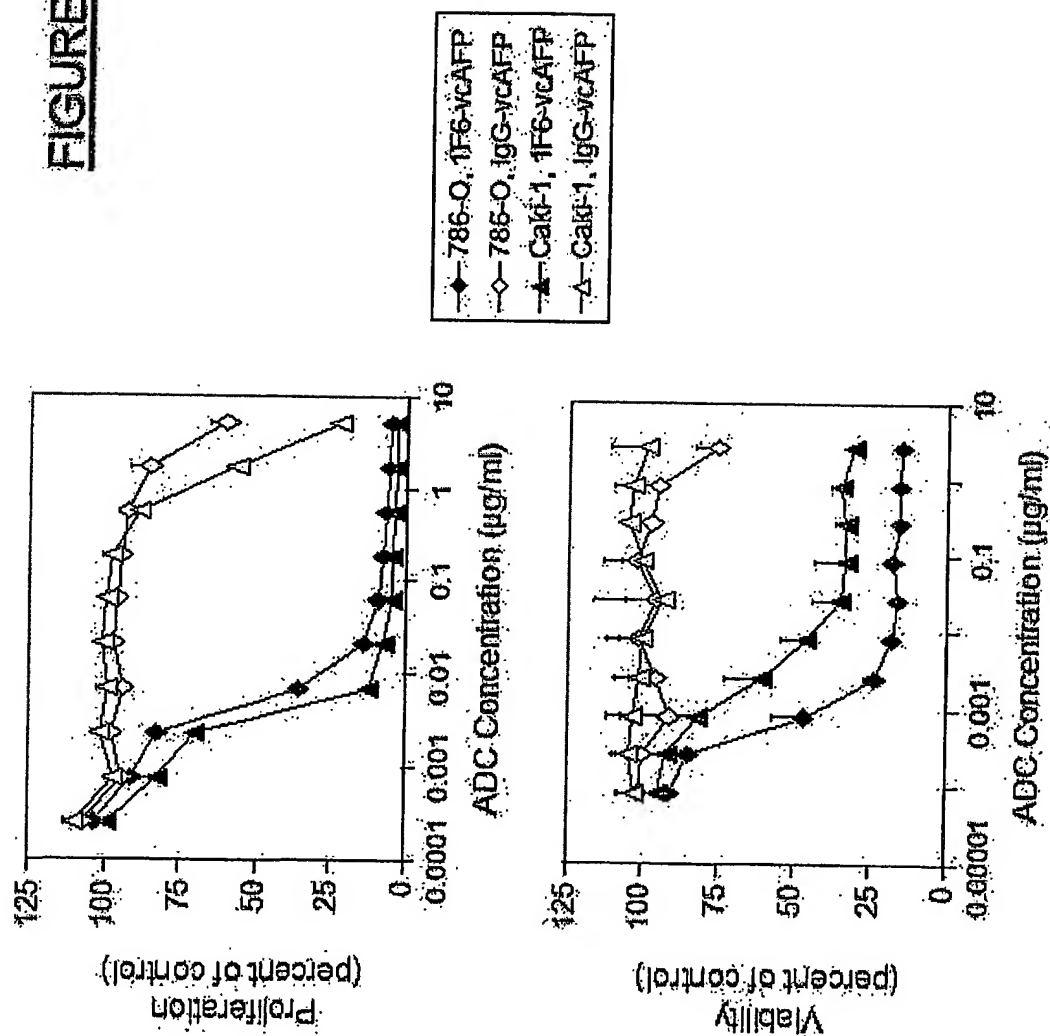 FIGURE
Proliferation
(percent of control)
125
100
75
50
25
0
0.0001 0.001 0.01 0.1 1 10
ADC Concentration (µg/ml)
Viability
(percent of control)
125
100
75
50
25
0
0.00001 0.001 0.1 10
ADC Concentration (µg/ml)
786-O, 1F6-vcAFP
786-O, IgG-vcAFP
Caki-1, 1F6-vcAFP
Caki-1, IgG-vcAFP